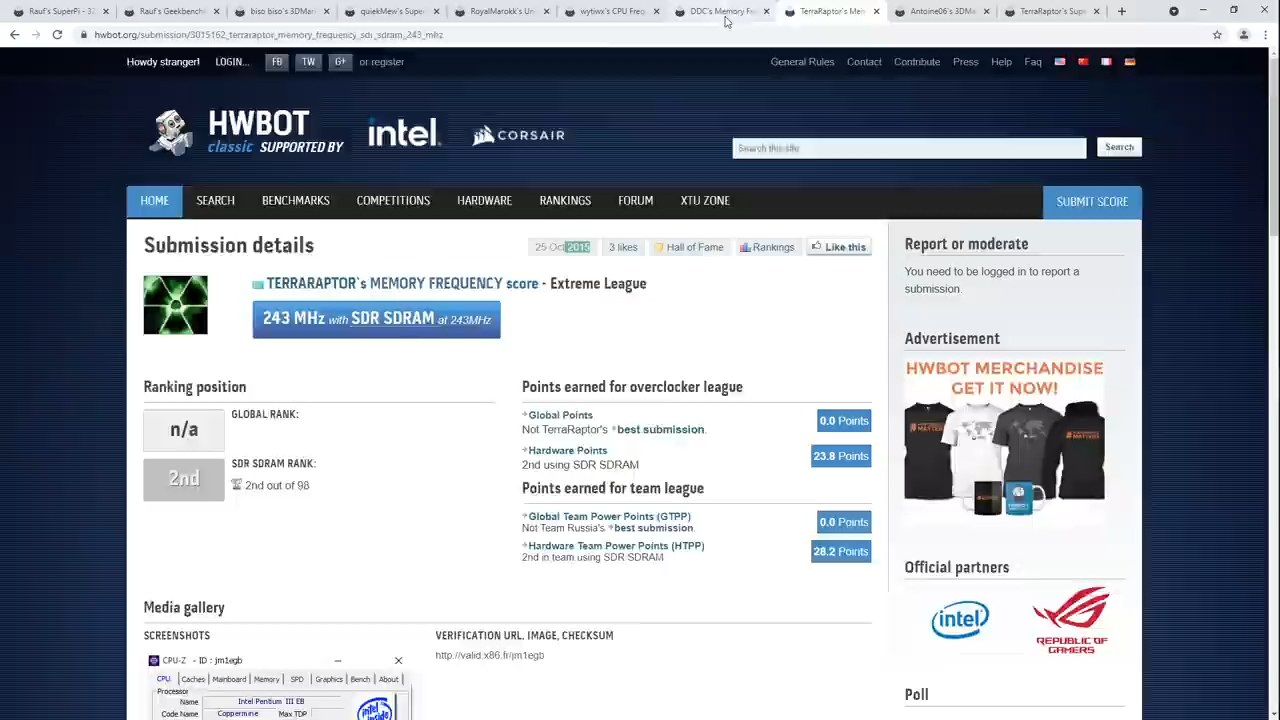 Rauf's SuperPi - 32
Rauf's Geekbench
biso biso's 3DMar
quiekMew's Super
RoyalMarokk's Un
wytiwx's CPU Freq
DDC's Memory Fre
TerraRaptor's Mem
Antoine06's 3DMa
TerraRaptor's Supe
hwbot.org/submission/3015162_terraraptor_memory_frequency_sdr_sdram_243_mhz
Howdy stranger! LOGIN... FB TW G+ or register
General Rules Contact Contribute Press Help Faq
HWBOT
classic SUPPORTED BY
intel.
CORSAIR
Search this site
Search
HOME SEARCH BENCHMARKS COMPETITIONS HARDWARE RANKINGS FORUM XTU ZONE SUBMIT SCORE
Submission details
25 Oct 2015 3 likes Hall of Fame Rankings Like this
TERRARAPTOR`s MEMORY FREQUENCY score - Extreme League
243 MHz with SDR SDRAM at 243MHz
Ranking position
n/a
GLOBAL RANK:
2nd
SDR SDRAM RANK:
2nd out of 98
Points earned for overclocker league
Global Points
Not TerraRaptor's best submission.
0.0 Points
Hardware Points
2nd using SDR SDRAM
23.8 Points
Points earned for team league
Global Team Power Points (GTPP)
Not Team Russia's best submission.
0.0 Points
Hardware Team Power Points (HTPP)
2nd in team using SDR SDRAM
28.2 Points
Media gallery
SCREENSHOTS
VERIFICATION URL, IMAGE, CHECKSUM
http://valid.x86.fr/jm1egb
CPU-Z - ID : jm1egb
CPU Caches Mainboard Memory SPD Graphics Bench About
Processor
Name Intel Pentium III EB
Code Name Coppermine Max TDP
intel
inside
Report or moderate
You need to be logged in to report a
submission.
Advertisement
HWBOT MERCHANDISE
GET IT NOW!
Official partners
intel
REPUBLIC OF
GAMERS
Poll